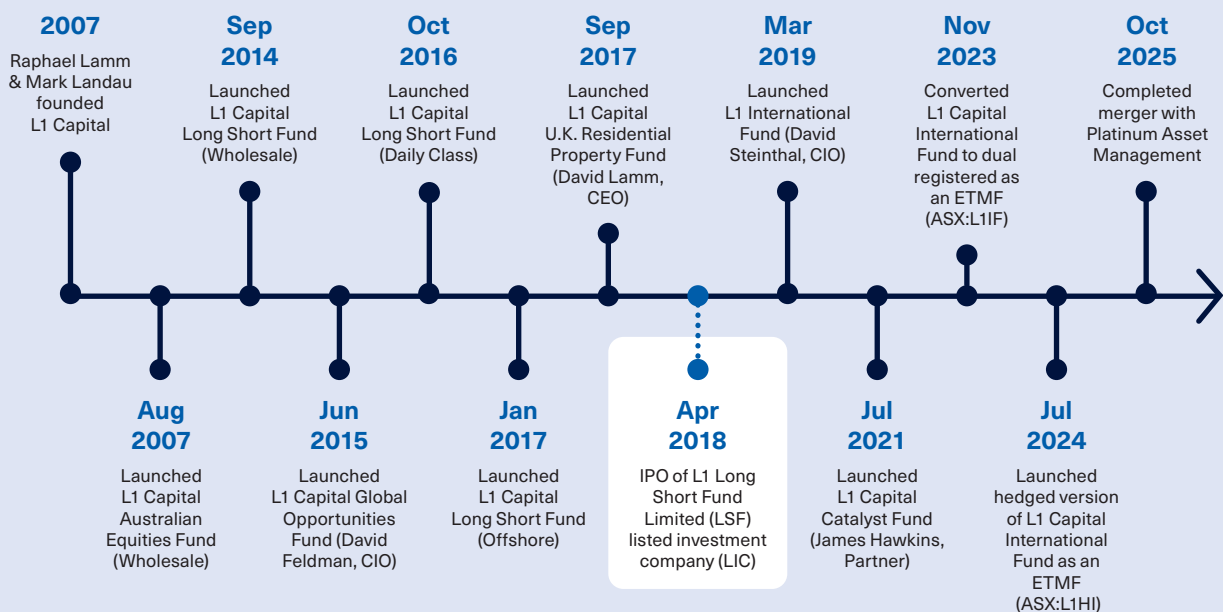 2007
Raphael Lamm
& Mark Landau
founded
L1 Capital
Sep
2014
Launched
L1 Capital
Long Short Fund
(Wholesale)
Oct
2016
Launched
L1 Capital
Long Short Fund
(Daily Class)
Sep
2017
Launched
L1 Capital
U.K. Residential
Property Fund
(David Lamm,
CEO)
Mar
2019
Launched
L1 International
Fund (David
Steinthal, CIO)
Nov
2023
Converted
L1 Capital
International
Fund to dual
registered as
an ETMF
(ASX:L1IF)
Oct
2025
Completed
merger with
Platinum Asset
Management
Aug
2007
Launched
L1 Capital
Australian
Equities Fund
(Wholesale)
Jun
2015
Launched
L1 Capital Global
Opportunities
Fund (David
Feldman, CIO)
Jan
2017
Launched
L1 Capital
Long Short Fund
(Offshore)
Apr
2018
IPO of L1 Long
Short Fund
Limited (LSF)
listed investment
company (LIC)
Jul
2021
Launched
L1 Capital
Catalyst Fund
(James Hawkins,
Partner)
Jul
2024
Launched
hedged version
of L1 Capital
International
Fund as an
ETMF
(ASX:L1HI)